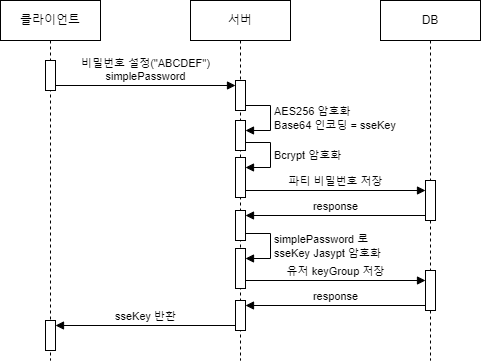 클라이언트
서버
DB
비밀번호 설정("ABCDEF")
simplePassword
AES256 암호화
Base64 인코딩 = sseKey
Bcrypt 암호화
파티 비밀번호 저장
response
simplePassword 로
sseKey Jasypt 암호화
유저 keyGroup 저장
response
sseKey 반환